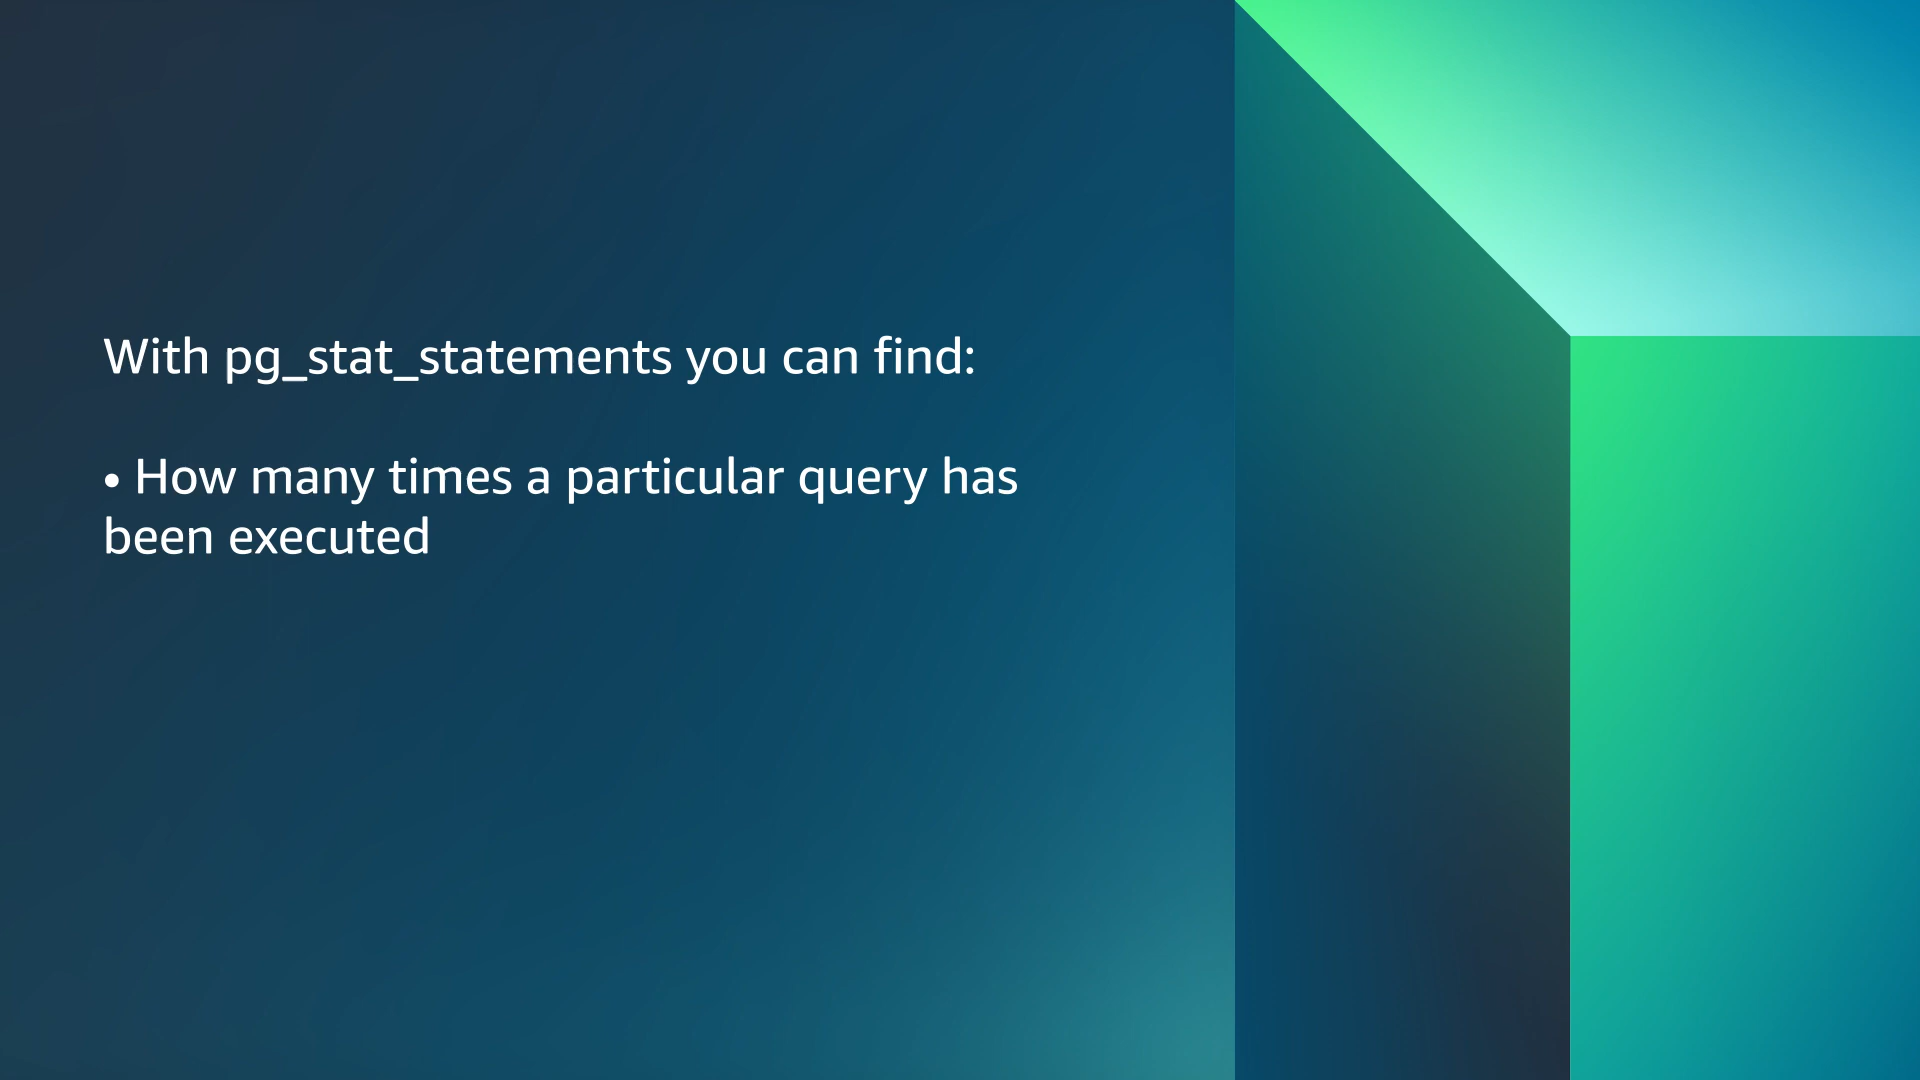 With pg_stat_statements you can find:
• How many times a particular query has
been executed